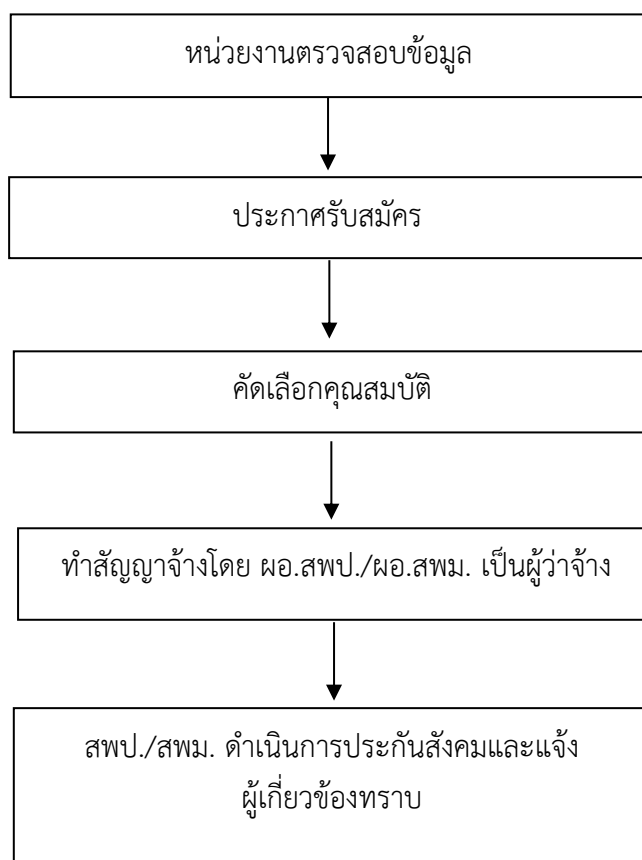 หน่วยงานตรวจสอบข้อมูล
ประกาศรับสมัคร
คัดเลือกคุณสมบัติ
ทำสัญญาจ้างโดย ผอ.สพป./ผอ.สพม. เป็นผู้ว่าจ้าง
สพป./สพม. ดำเนินการประกันสังคมและแจ้ง
ผู้เกี่ยวข้องทราบ